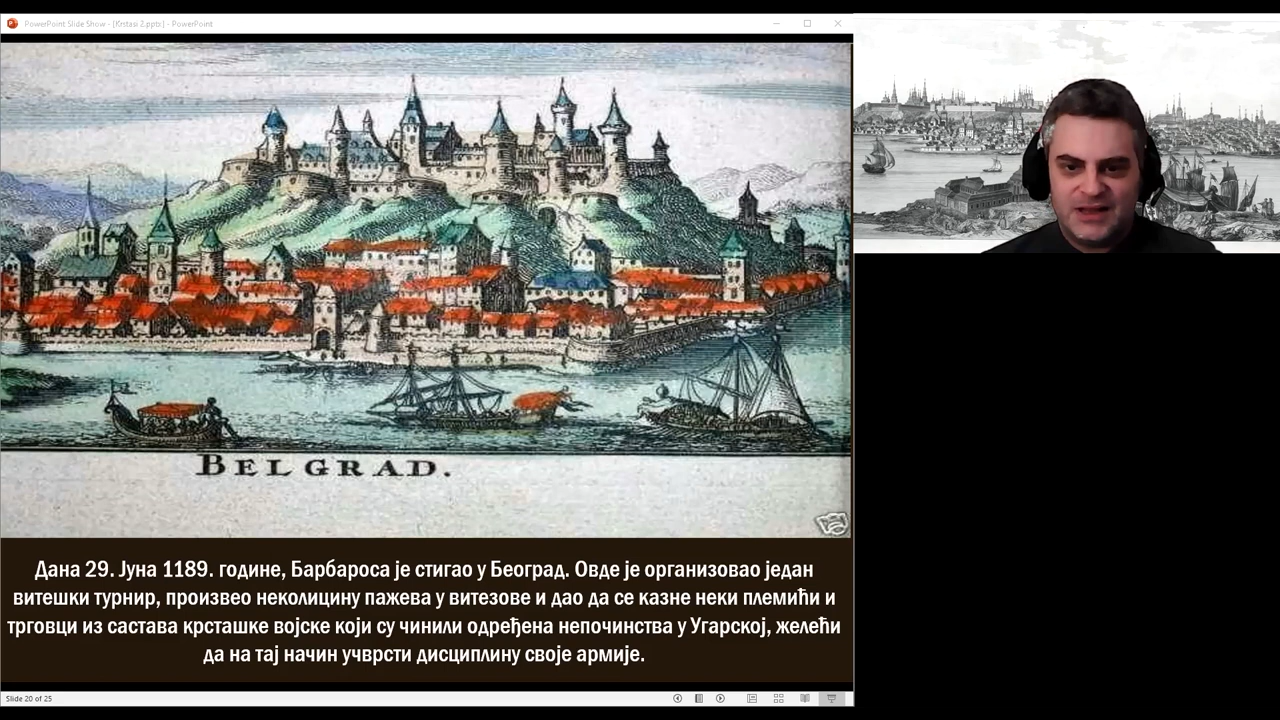 PowerPoint Slide Show - [Krstasi 2.pptx] - PowerPoint
BELGRAD.
Дана 29. Јуна 1189. године, Барбароса је стигао у Београд. Овде је организовао један
витешки турнир, произвео неколицину пажева у витезове и дао да се казне неки племићи и
трговци из састава крсташке војске који су чинили одређена непочинства у Угарској, желећи
да на тај начин учврсти дисциплину своје армије.
Slide 20 of 25